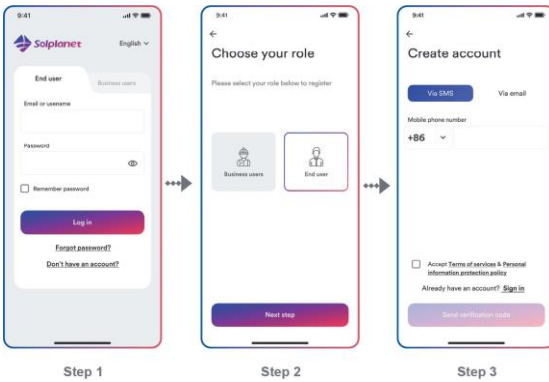 9:41
Solplanet
English
End user
Business users
Email or username
Password
Remember password
Log in
Forgot password?
Don't have an account?
Step 1
9:41
Choose your role
Please select your role below to register
Business users
End user
Next step
Step 2
9:41
Create account
Via SMS
Via email
Mobile phone number
+86
Accept Terms of services & Personal
information protection policy
Already have an account? Sign in
Send verification code
Step 3